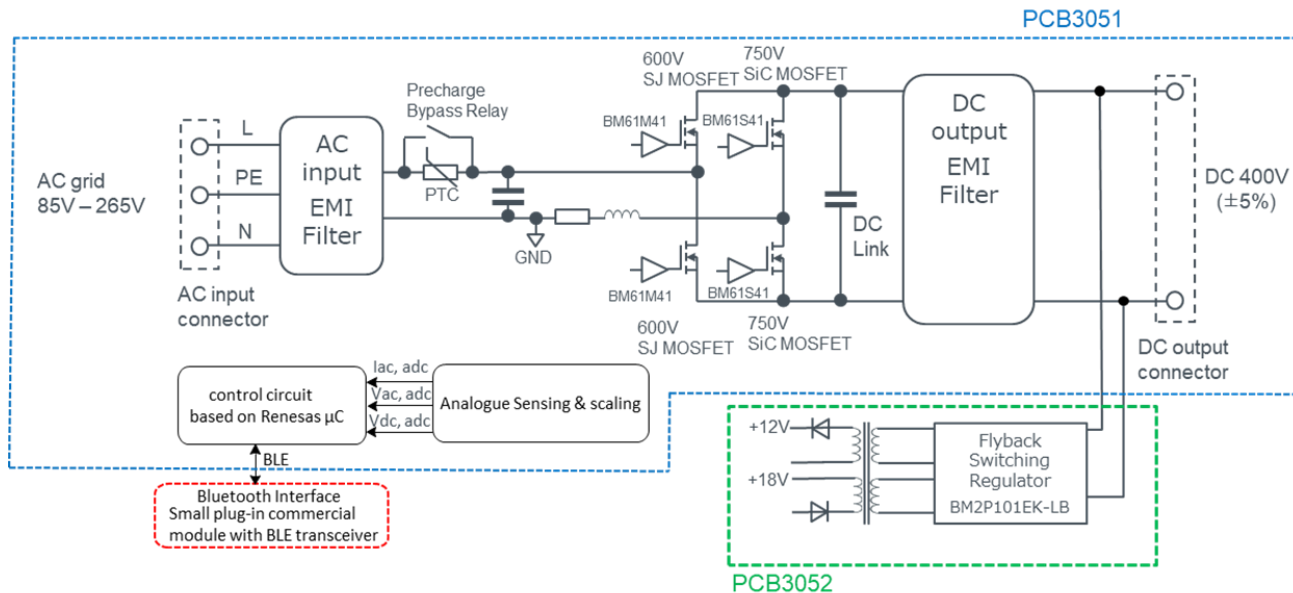 PCB3051
600V
SJ MOSFET
750V
SiC MOSFET
Precharge
Bypass Relay
BM61M41
BM61S41
L
PE
N
AC grid
85V – 265V
AC
input
EMI
Filter
PTC
GND
DC
Link
DC
output
EMI
Filter
DC 400V
(±5%)
AC input
connector
BM61M41
BM61S41
600V
SJ MOSFET
750V
SiC MOSFET
DC output
connector
control circuit
based on Renesas µC
Iac, adc
Vac, adc
Vdc, adc
Analogue Sensing & scaling
BLE
Bluetooth Interface
Small plug-in commercial
module with BLE transceiver
+12V
+18V
Flyback
Switching
Regulator
BM2P101EK-LB
PCB3052